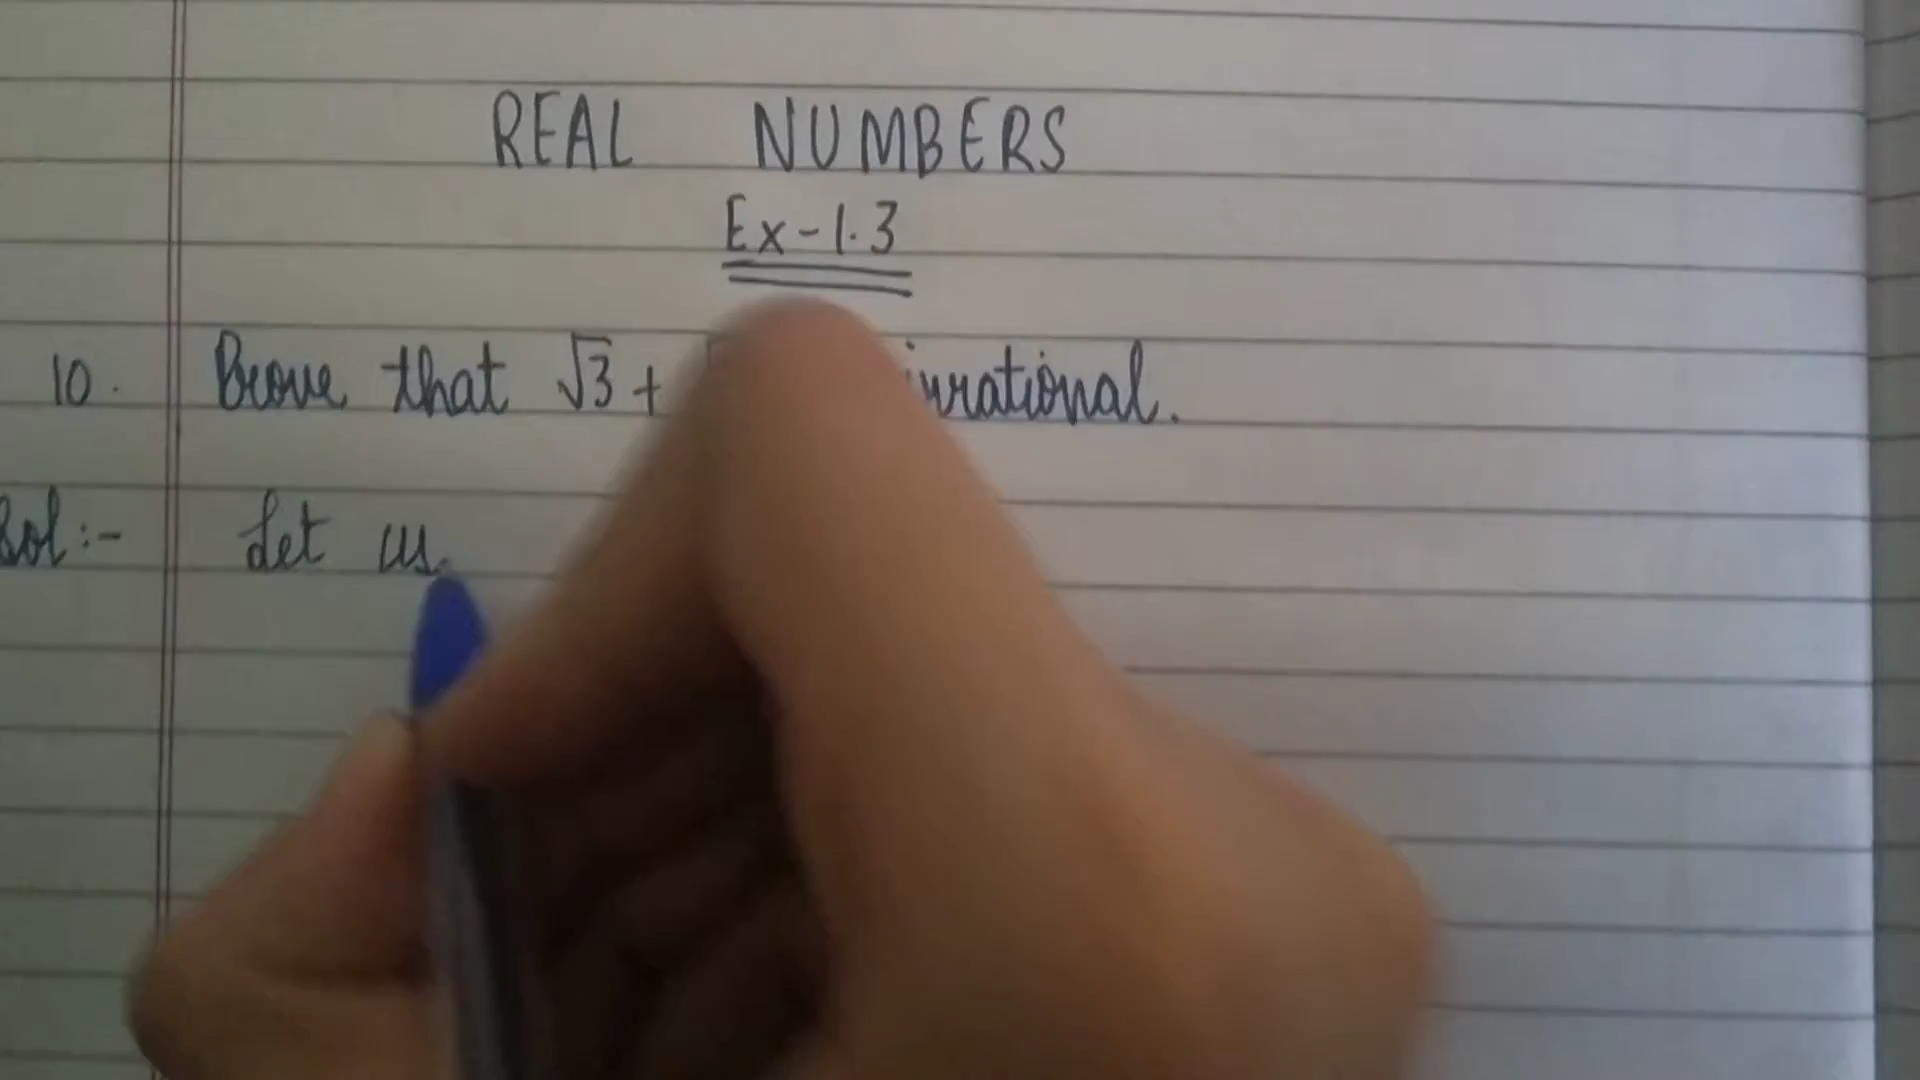 REAL NUMBERS
Ex-1.3
10. Prove that √3 + irrational.
Sol:- Let us